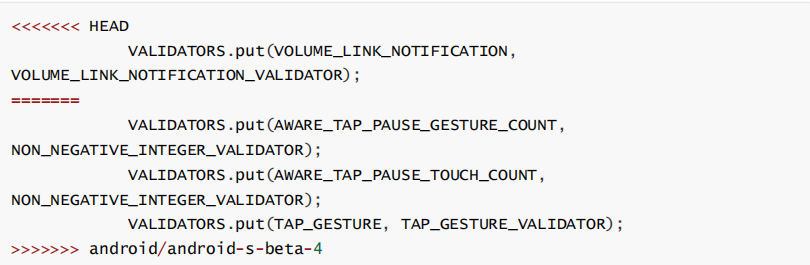 <<<<<<< HEAD
            VALIDATORS.put(VOLUME_LINK_NOTIFICATION,
VOLUME_LINK_NOTIFICATION_VALIDATOR);
=======
            VALIDATORS.put(AWARE_TAP_PAUSE_GESTURE_COUNT,
NON_NEGATIVE_INTEGER_VALIDATOR);
            VALIDATORS.put(AWARE_TAP_PAUSE_TOUCH_COUNT,
NON_NEGATIVE_INTEGER_VALIDATOR);
            VALIDATORS.put(TAP_GESTURE, TAP_GESTURE_VALIDATOR);
>>>>>>> android/android-s-beta-4